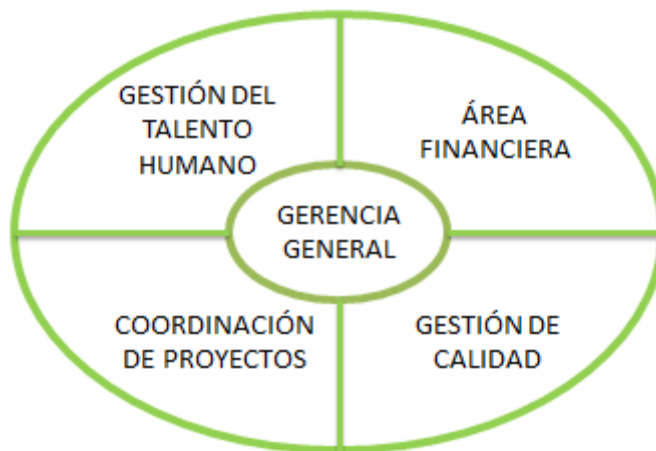 GESTIÓN DEL
TALENTO
HUMANO
ÁREA
FINANCIERA
GERENCIA
GENERAL
COORDINACIÓN
DE PROYECTOS
GESTIÓN DE
CALIDAD